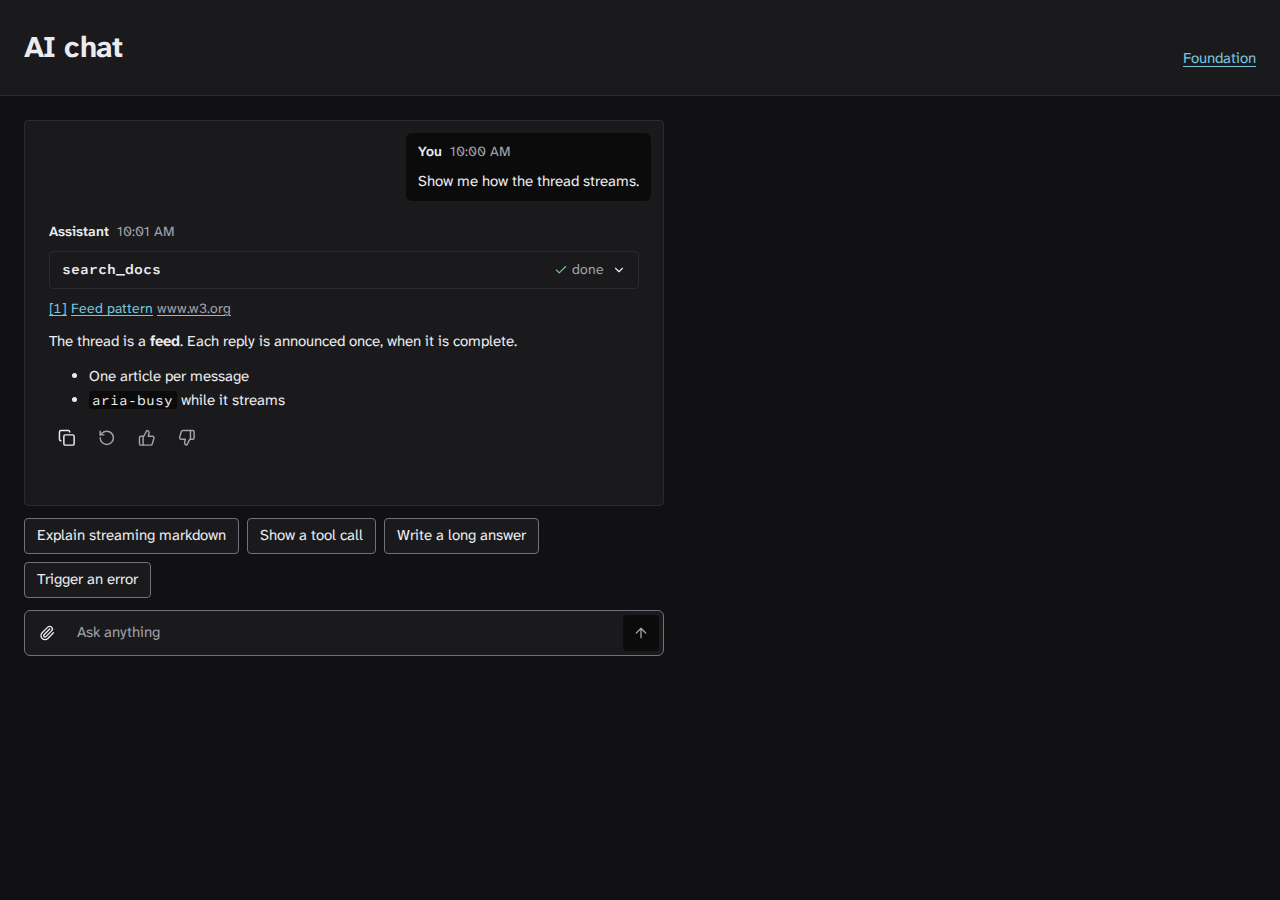 AI chat
Foundation
You 10:00 AM
Show me how the thread streams.
Assistant 10:01 AM
search_docs
done
[1] Feed pattern www.w3.org
The thread is a feed. Each reply is announced once, when it is complete.
• One article per message
• aria-busy while it streams
Explain streaming markdown
Show a tool call
Write a long answer
Trigger an error
Ask anything